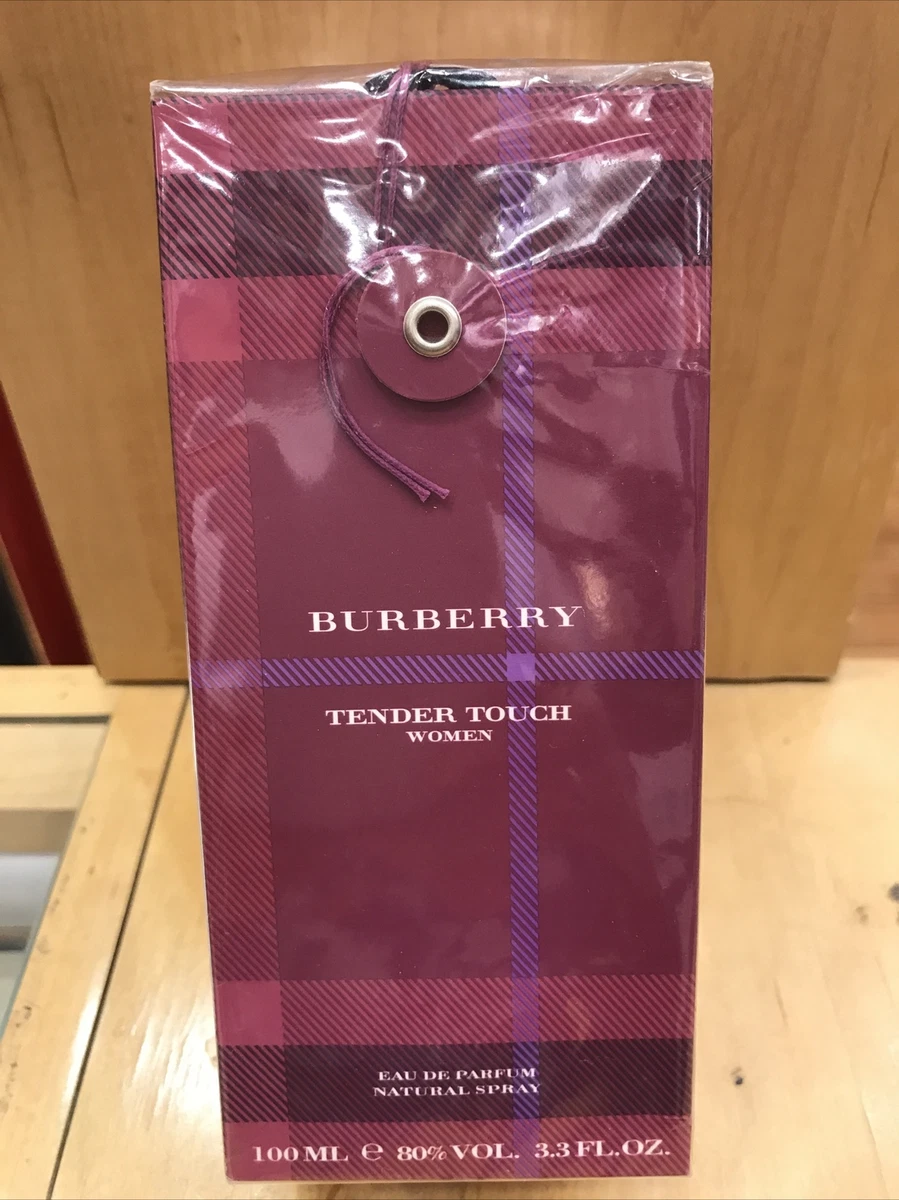 BURBERRY
TENDER TOUCH
WOMEN
EAU DE PARFUM
NATURAL SPRAY
100 ML ℮ 80% VOL. 3.3 FL.OZ.